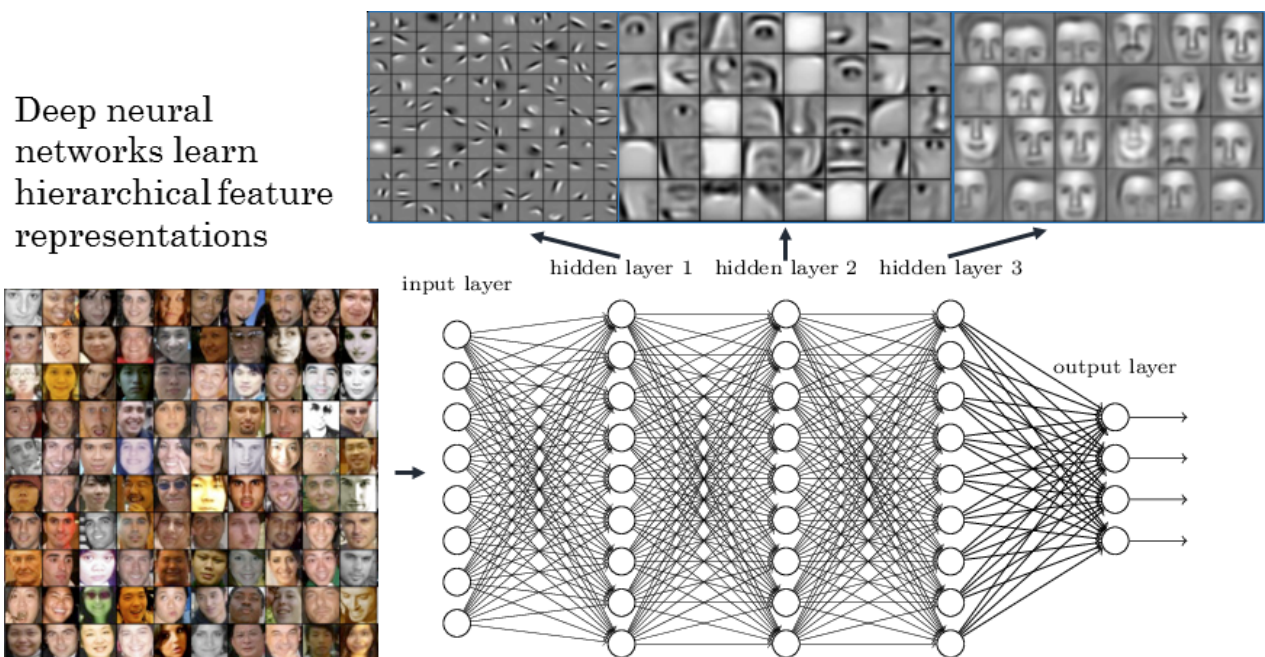 Deep neural
networks learn
hierarchical feature
representations
hidden layer 1 hidden layer 2 hidden layer 3
input layer
output layer